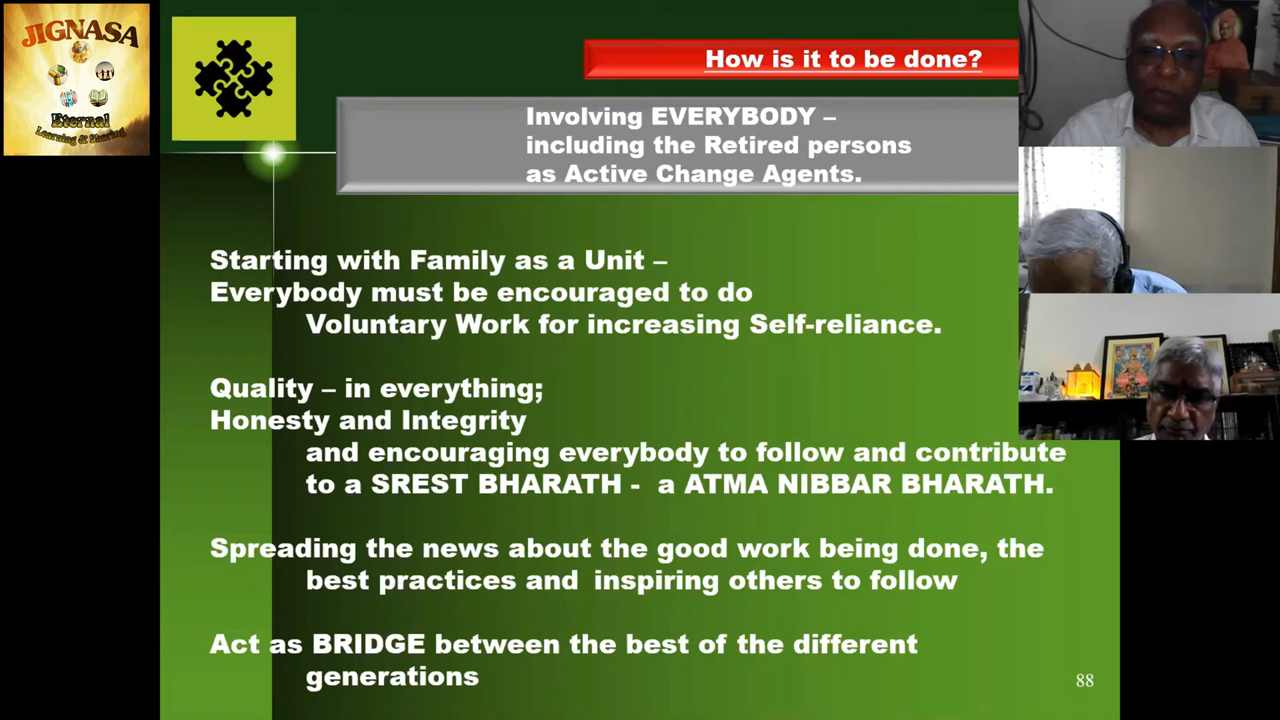 JIGNASA
Eternal
Learning & Sharing
How is it to be done?
Involving EVERYBODY –
including the Retired persons
as Active Change Agents.
Starting with Family as a Unit –
Everybody must be encouraged to do
Voluntary Work for increasing Self-reliance.
Quality – in everything;
Honesty and Integrity
and encouraging everybody to follow and contribute
to a SREST BHARATH - a ATMA NIBBAR BHARATH.
Spreading the news about the good work being done, the
best practices and inspiring others to follow
Act as BRIDGE between the best of the different
generations
88